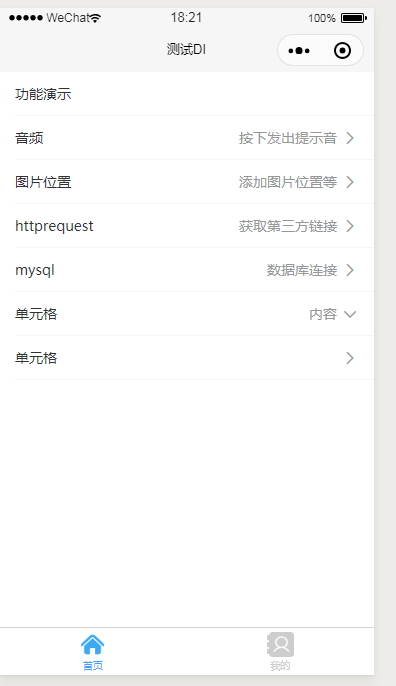 WeChat 18:21 100%
测试DI
功能演示
音频 按下发出提示音
图片位置 添加图片位置等
httprequest 获取第三方链接
mysql 数据库连接
单元格 内容
单元格
首页 我的